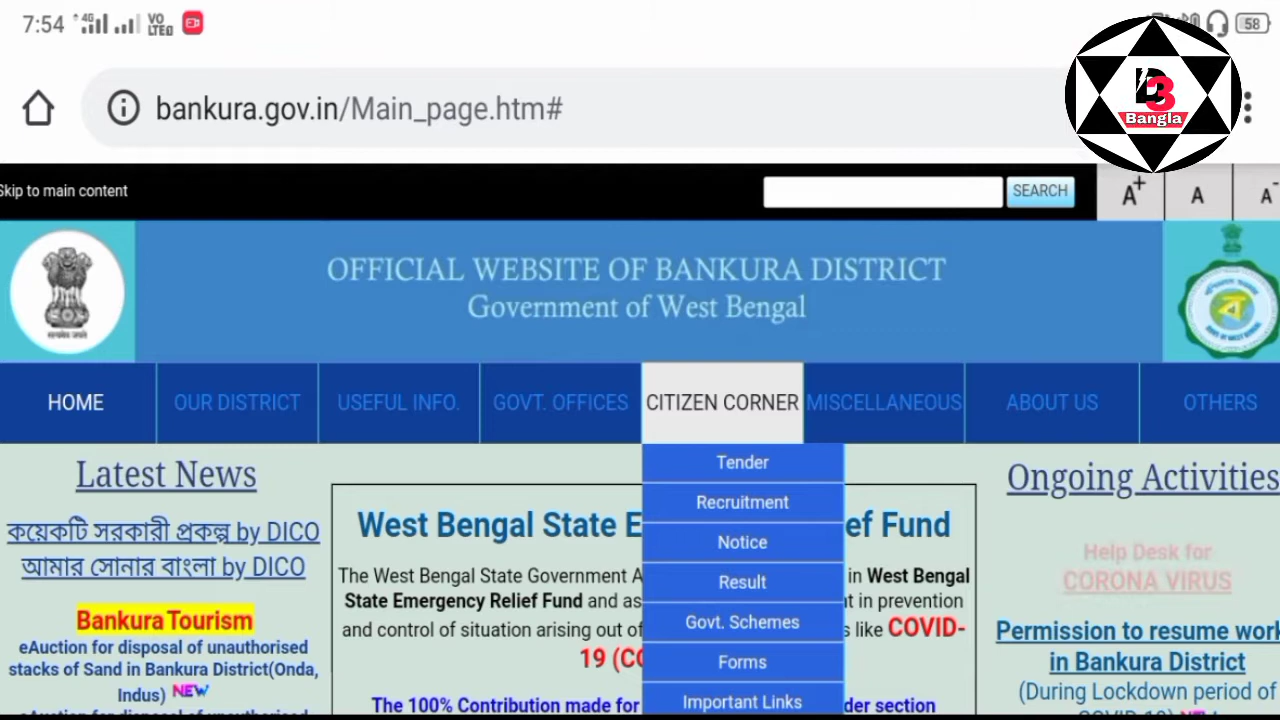 7:54 4G VO LTE 58
bankura.gov.in/Main_page.htm#
B3
Bangla
Skip to main content
SEARCH
A+ A A-
OFFICIAL WEBSITE OF BANKURA DISTRICT
Government of West Bengal
HOME OUR DISTRICT USEFUL INFO. GOVT. OFFICES CITIZEN CORNER MISCELLANEOUS ABOUT US OTHERS
Tender
Recruitment
Notice
Result
Govt. Schemes
Forms
Important Links
Latest News
কয়েকটি সরকারী প্রকল্প by DICO
আমার সোনার বাংলা by DICO
Bankura Tourism
eAuction for disposal of unauthorised
stacks of Sand in Bankura District(Onda,
Indus) NEW
West Bengal State E ef Fund
The West Bengal State Government A in West Bengal
State Emergency Relief Fund and as t in prevention
and control of situation arising out of s like COVID-
19 (CO
The 100% Contribution made for der section
Ongoing Activities
Help Desk for
CORONA VIRUS
Permission to resume work
in Bankura District
(During Lockdown period of